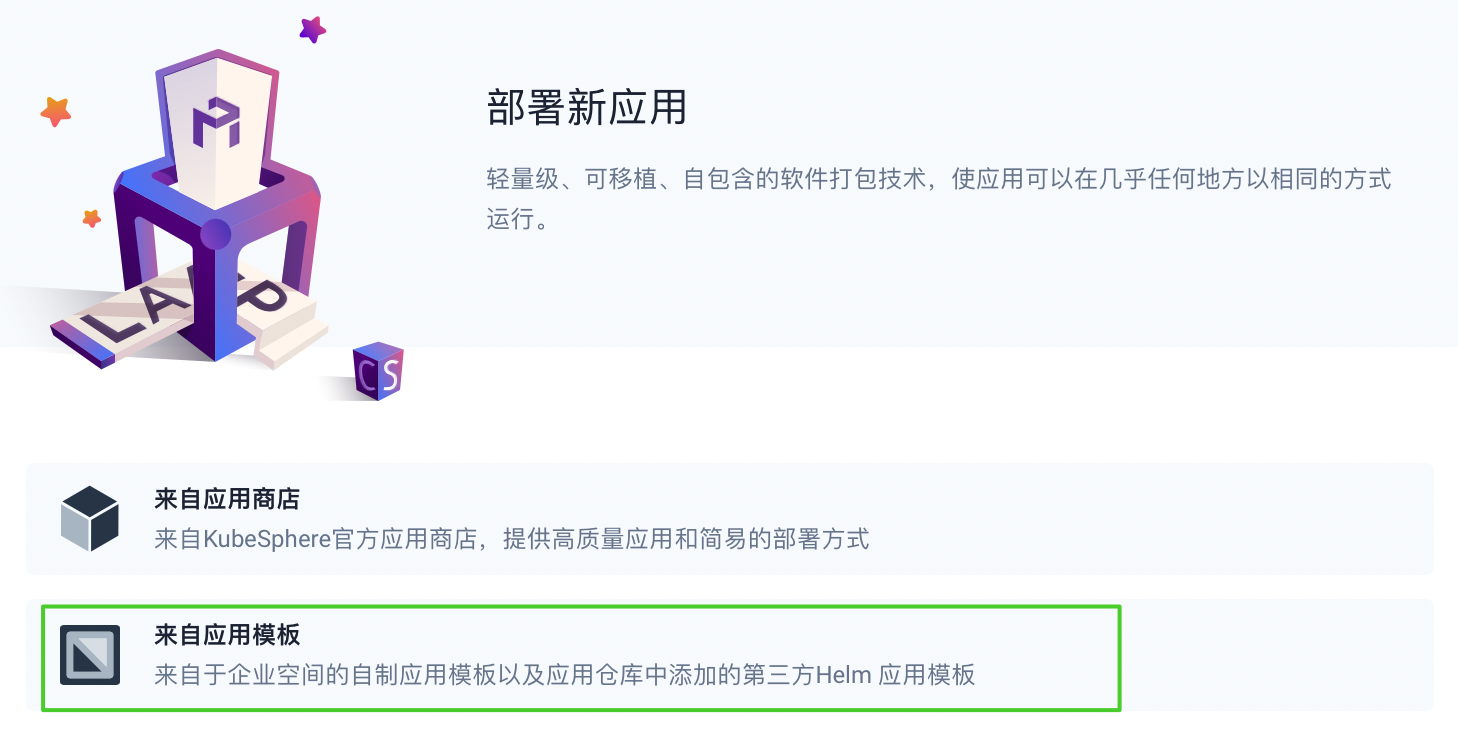 部署新应用
轻量级、可移植、自包含的软件打包技术，使应用可以在几乎任何地方以相同的方式
运行。
LA P
CS
来自应用商店
来自KubeSphere官方应用商店，提供高质量应用和简易的部署方式
来自应用模板
来自于企业空间的自制应用模板以及应用仓库中添加的第三方Helm 应用模板